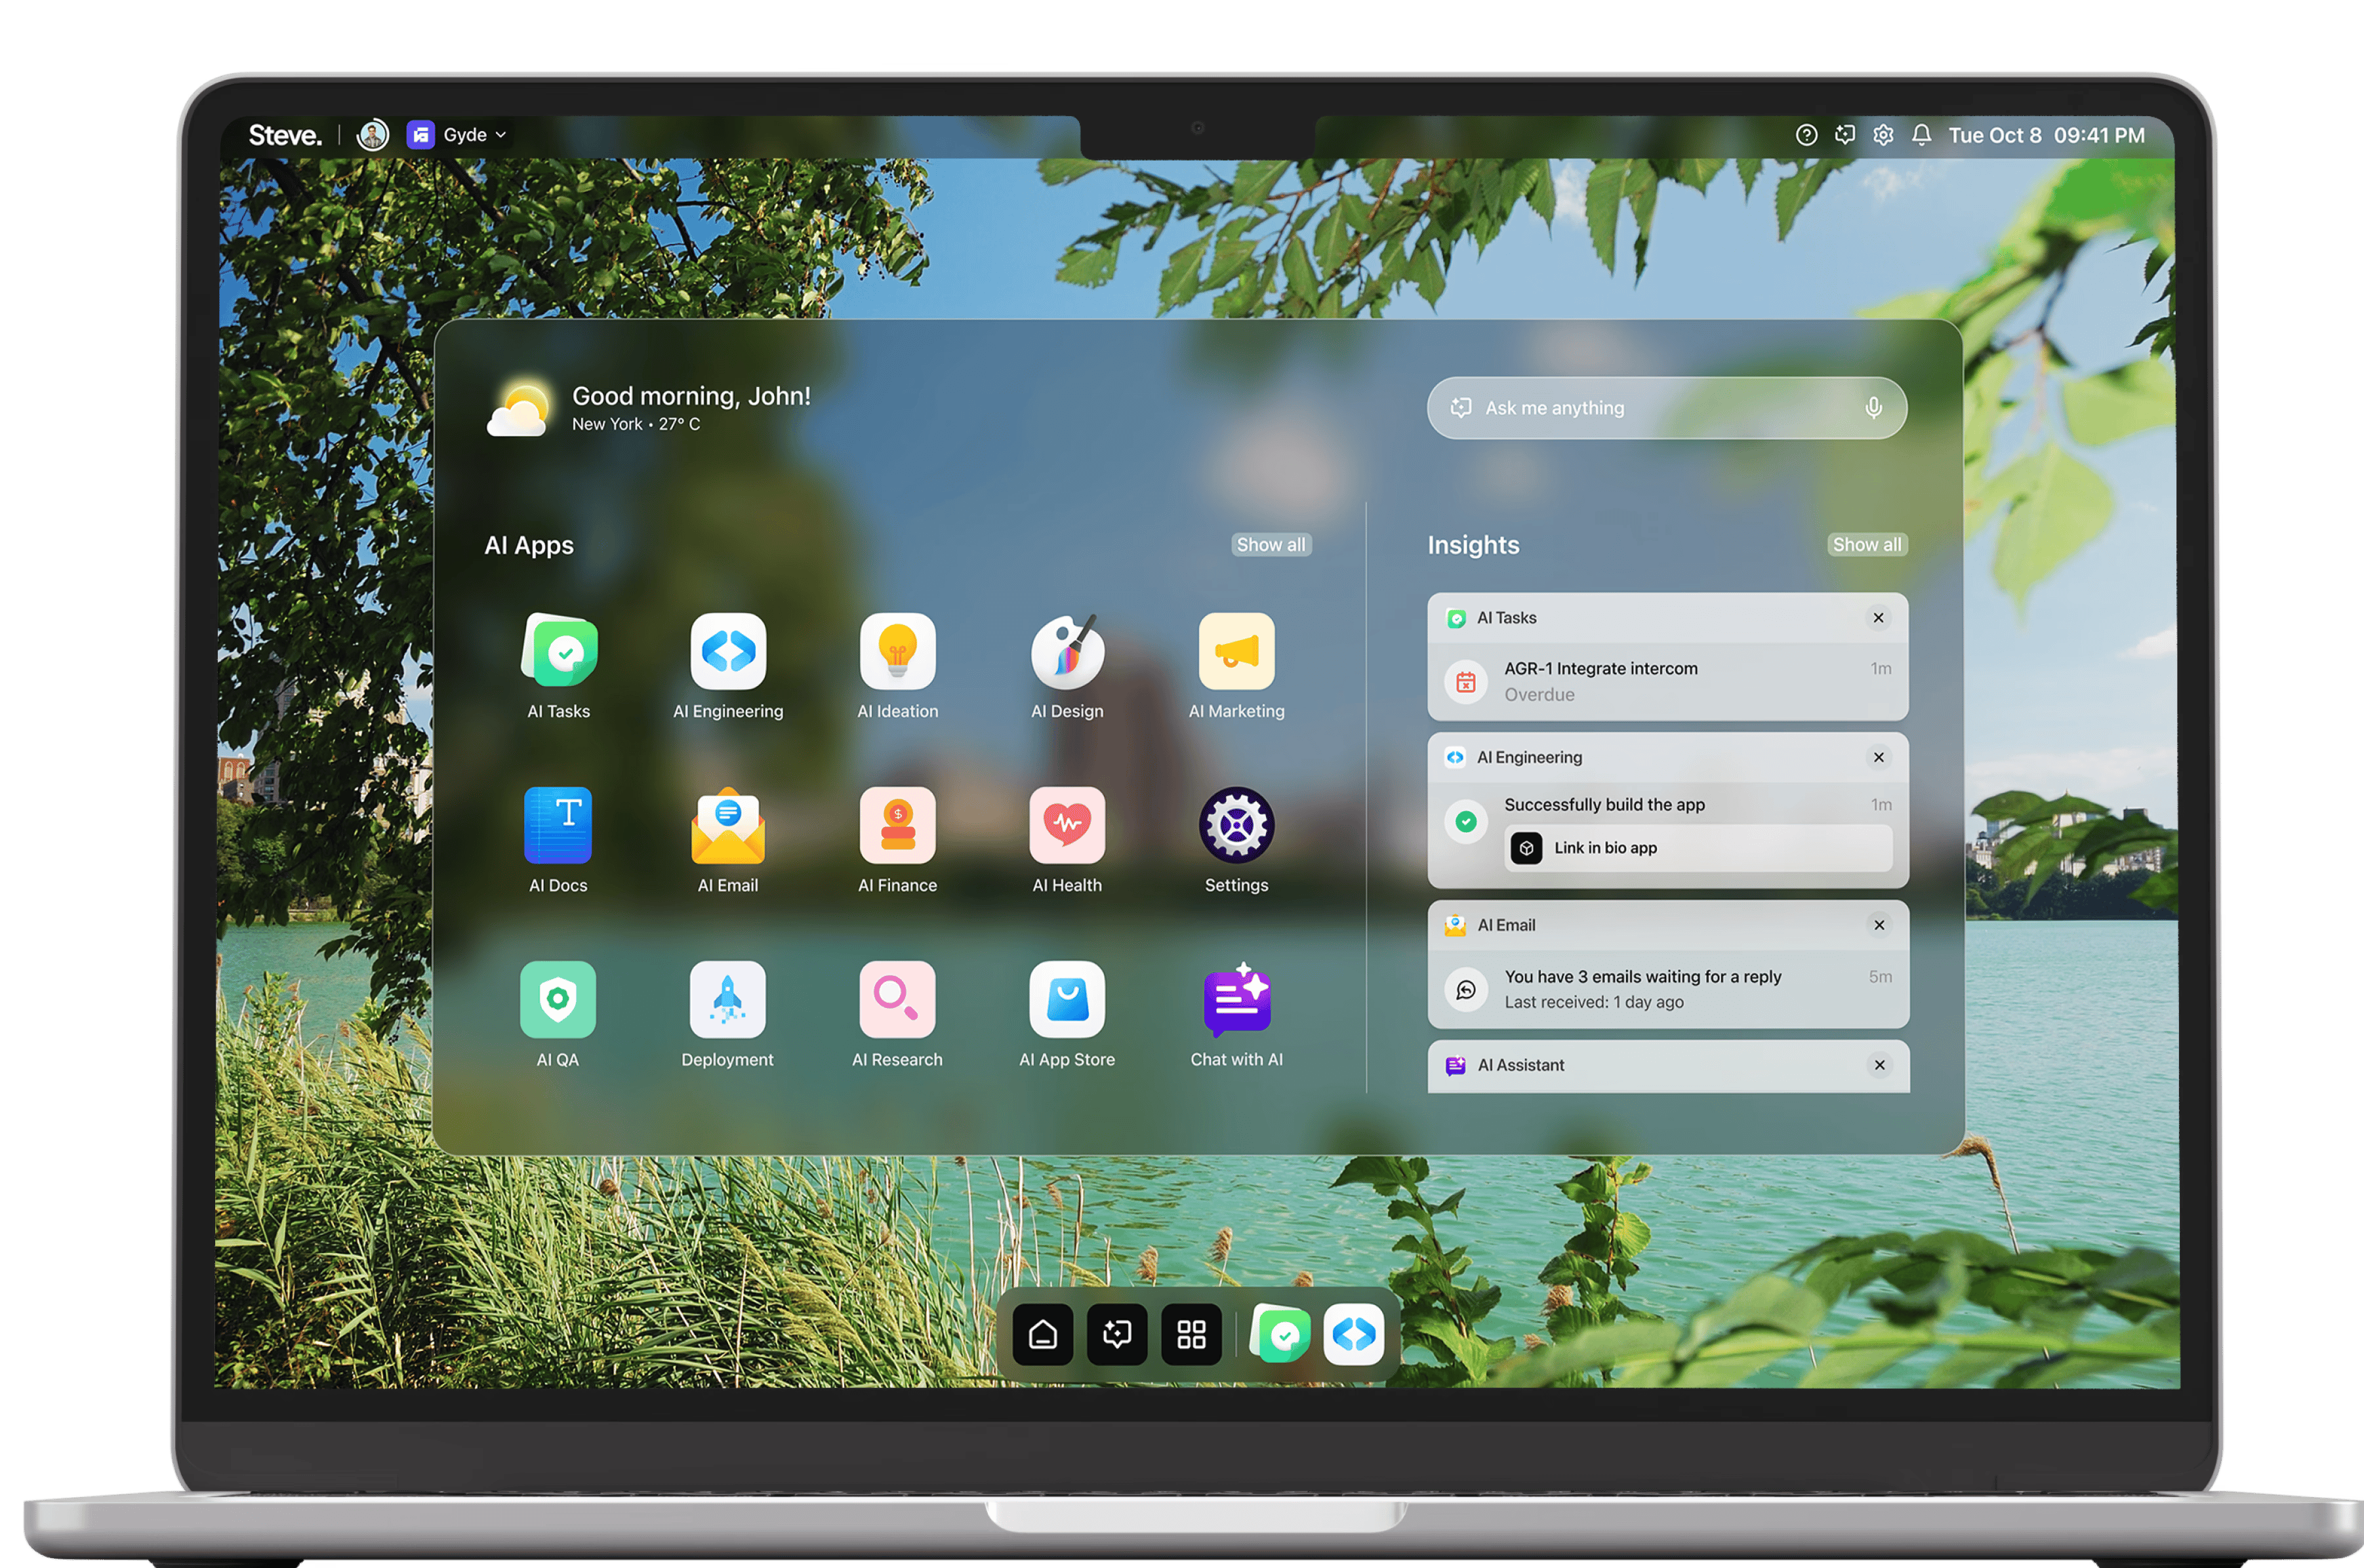 Steve. Gyde
Tue Oct 8 09:41 PM
Good morning, John!
New York • 27° C
Ask me anything
AI Apps
Show all
AI Tasks
AI Engineering
AI Ideation
AI Design
AI Marketing
AI Docs
AI Email
AI Finance
AI Health
Settings
AI QA
Deployment
AI Research
AI App Store
Chat with AI
Insights
Show all
AI Tasks
AGR-1 Integrate intercom 1m
Overdue
AI Engineering
Successfully build the app 1m
Link in bio app
AI Email
You have 3 emails waiting for a reply 5m
Last received: 1 day ago
AI Assistant